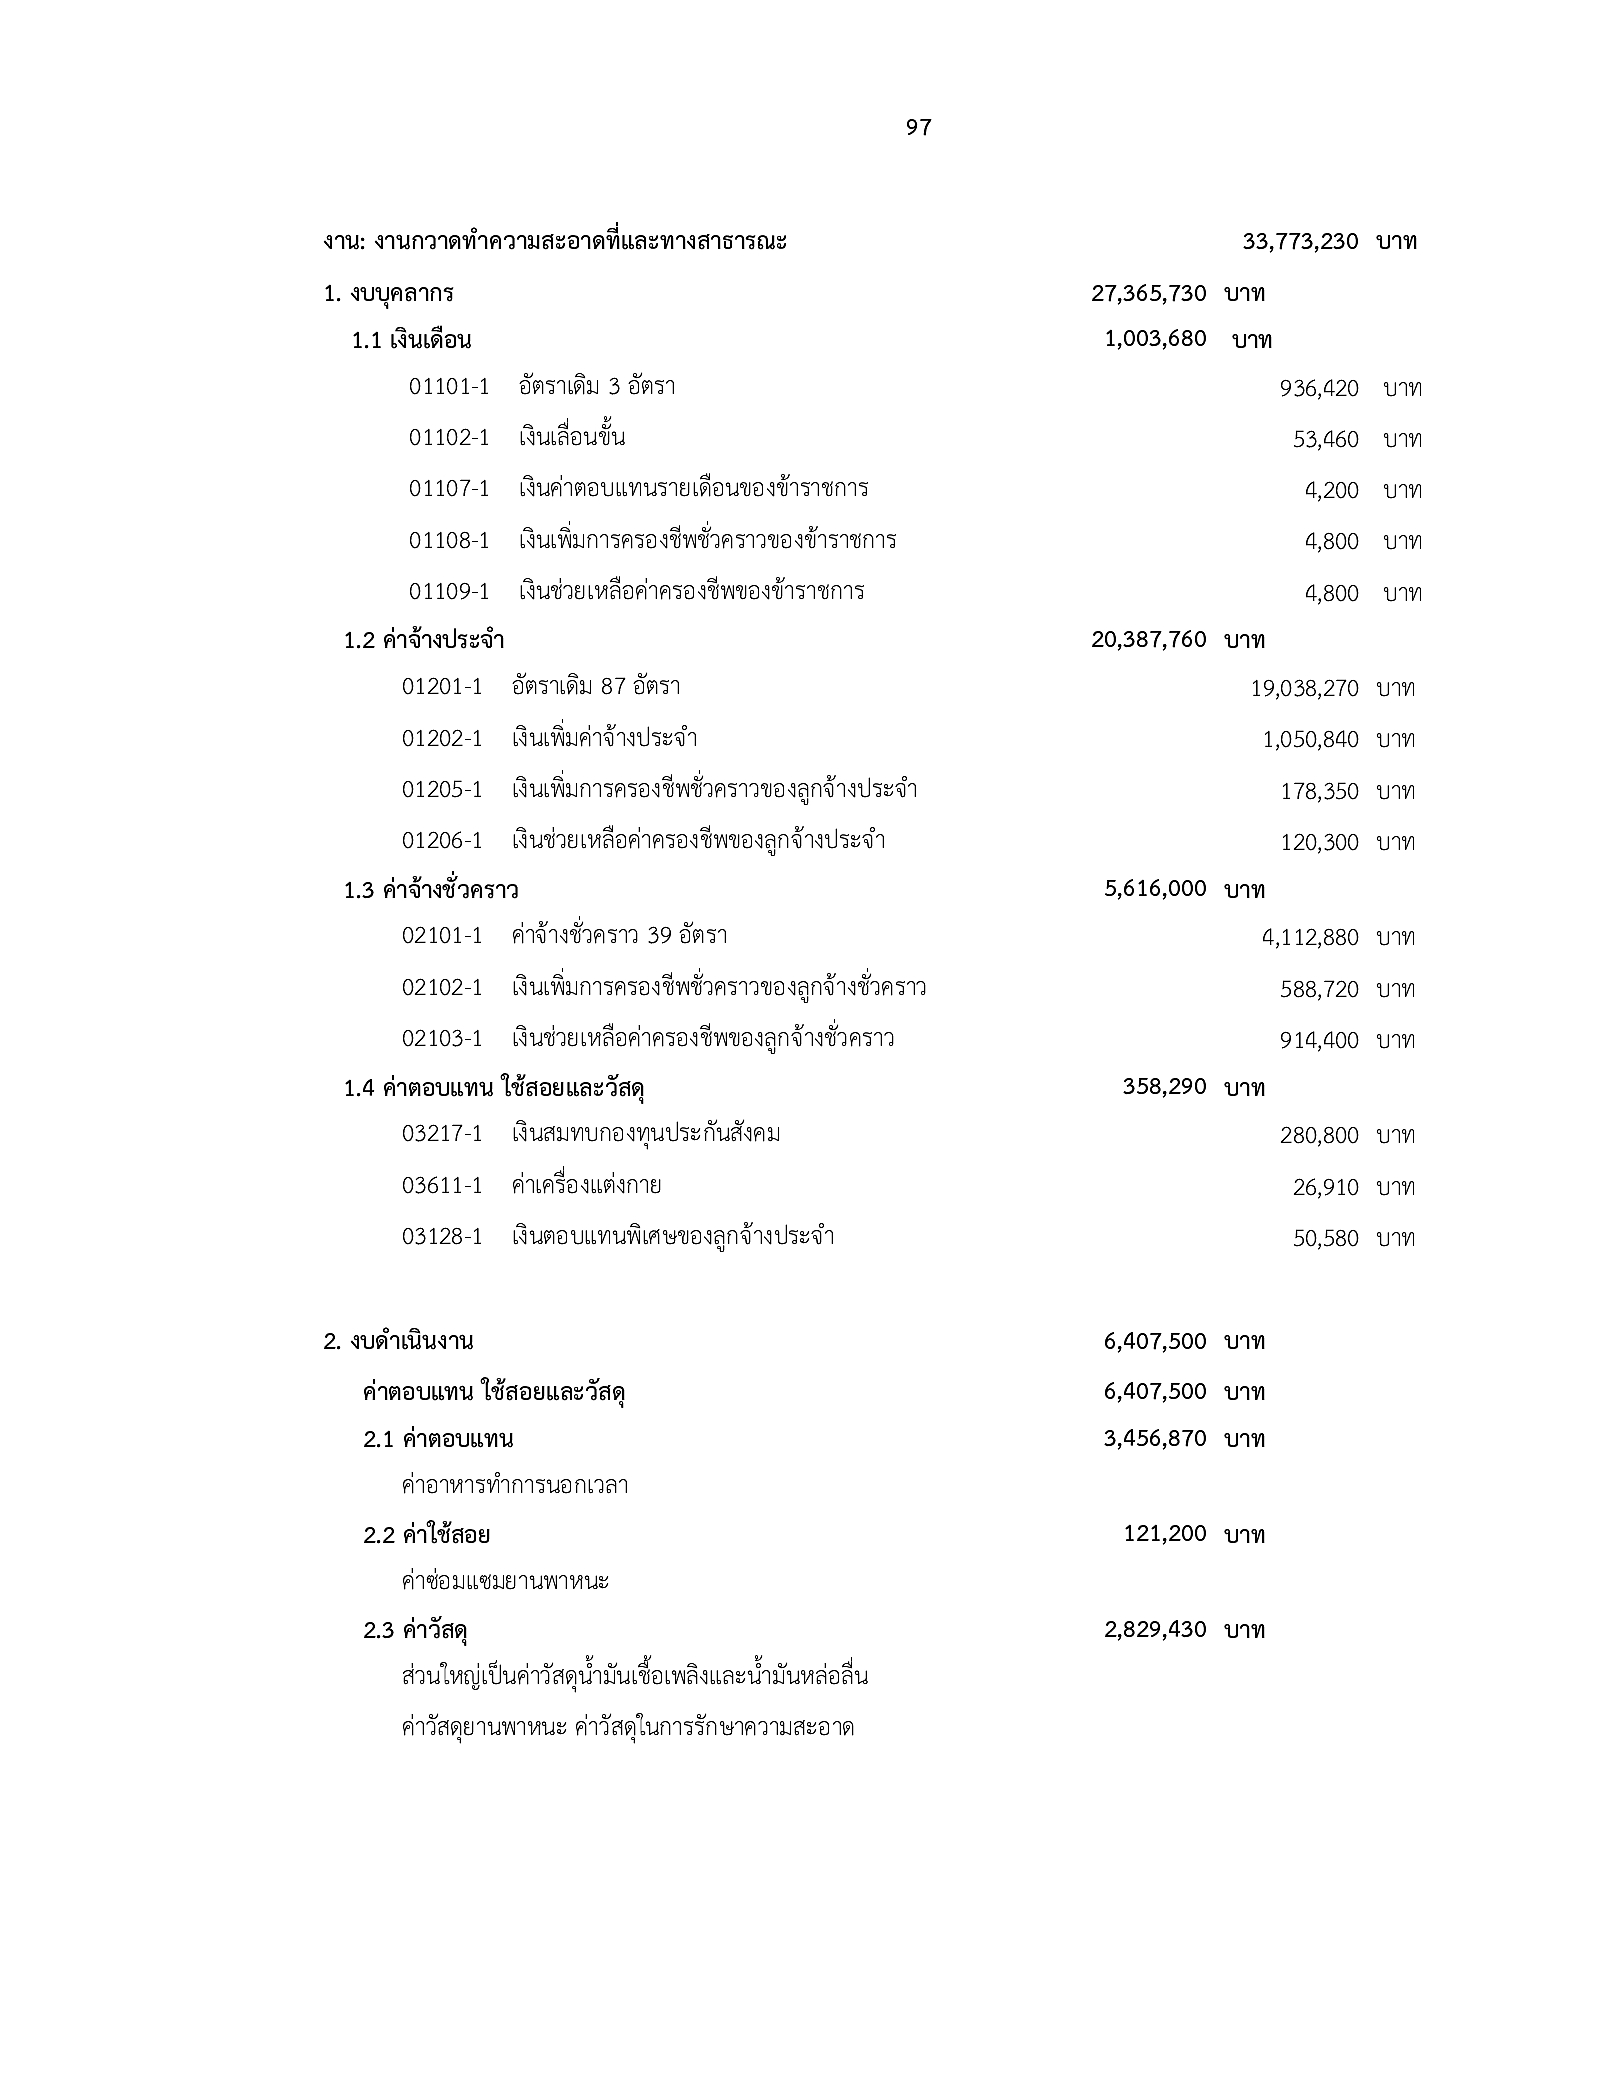 97
งาน: งานกวาดทำความสะอาดที่และทางสาธารณะ 33,773,230 บาท
1. งบบุคลากร 27,365,730 บาท
1.1 เงินเดือน 1,003,680 บาท
01101-1 อัตราเดิม 3 อัตรา 936,420 บาท
01102-1 เงินเลื่อนขั้น 53,460 บาท
01107-1 เงินค่าตอบแทนรายเดือนของข้าราชการ 4,200 บาท
01108-1 เงินเพิ่มการครองชีพชั่วคราวของข้าราชการ 4,800 บาท
01109-1 เงินช่วยเหลือค่าครองชีพของข้าราชการ 4,800 บาท
1.2 ค่าจ้างประจำ 20,387,760 บาท
01201-1 อัตราเดิม 87 อัตรา 19,038,270 บาท
01202-1 เงินเพิ่มค่าจ้างประจำ 1,050,840 บาท
01205-1 เงินเพิ่มการครองชีพชั่วคราวของลูกจ้างประจำ 178,350 บาท
01206-1 เงินช่วยเหลือค่าครองชีพของลูกจ้างประจำ 120,300 บาท
1.3 ค่าจ้างชั่วคราว 5,616,000 บาท
02101-1 ค่าจ้างชั่วคราว 39 อัตรา 4,112,880 บาท
02102-1 เงินเพิ่มการครองชีพชั่วคราวของลูกจ้างชั่วคราว 588,720 บาท
02103-1 เงินช่วยเหลือค่าครองชีพของลูกจ้างชั่วคราว 914,400 บาท
1.4 ค่าตอบแทน ใช้สอยและวัสดุ 358,290 บาท
03217-1 เงินสมทบกองทุนประกันสังคม 280,800 บาท
03611-1 ค่าเครื่องแต่งกาย 26,910 บาท
03128-1 เงินตอบแทนพิเศษของลูกจ้างประจำ 50,580 บาท
2. งบดำเนินงาน 6,407,500 บาท
ค่าตอบแทน ใช้สอยและวัสดุ 6,407,500 บาท
2.1 ค่าตอบแทน 3,456,870 บาท
ค่าอาหารทำการนอกเวลา
2.2 ค่าใช้สอย 121,200 บาท
ค่าซ่อมแซมยานพาหนะ
2.3 ค่าวัสดุ 2,829,430 บาท
ส่วนใหญ่เป็นค่าวัสดุน้ำมันเชื้อเพลิงและน้ำมันหล่อลื่น
ค่าวัสดุยานพาหนะ ค่าวัสดุในการรักษาความสะอาด